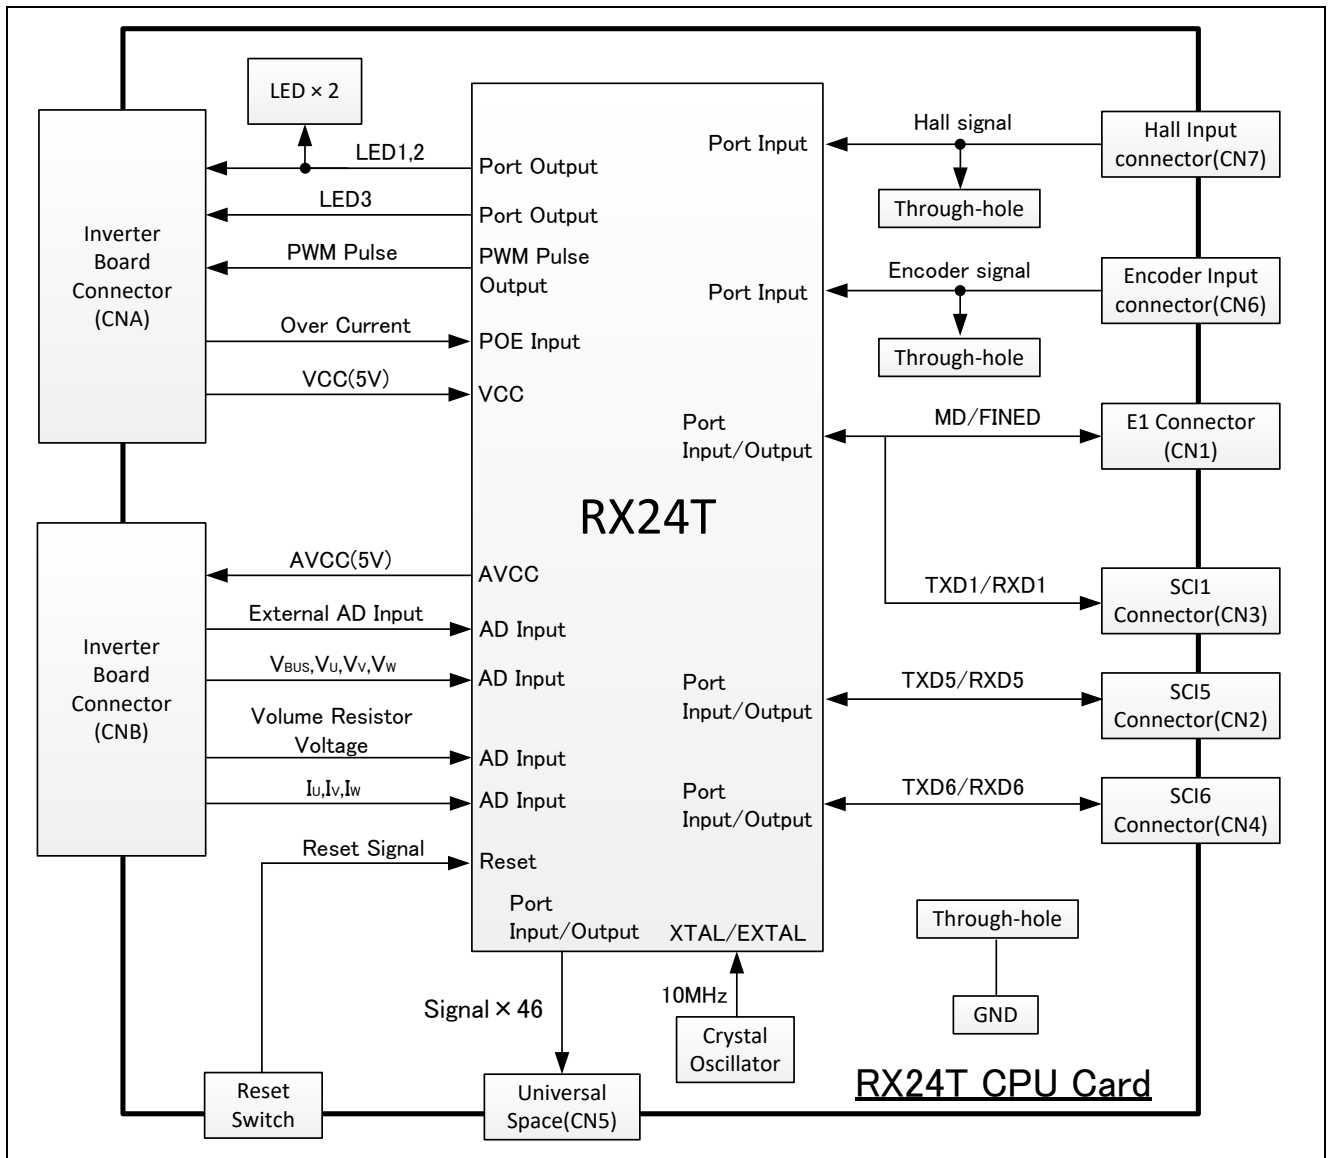 LED × 2
LED1,2
Port Output
LED3
Port Output
Inverter
Board
Connector
(CNA)
PWM Pulse
PWM Pulse
Output
Over Current
POE Input
VCC(5V)
VCC
Port Input
Hall signal
Hall Input
connector(CN7)
Through-hole
Port Input
Encoder signal
Encoder Input
connector(CN6)
Through-hole
Port
Input/Output
MD/FINED
E1 Connector
(CN1)
RX24T
AVCC(5V)
AVCC
External AD Input
AD Input
Inverter
Board
Connector
(CNB)
VBUS,VU,VV,VW
AD Input
Volume Resistor
Voltage
AD Input
IU,IV,IW
AD Input
TXD1/RXD1
SCI1
Connector(CN3)
Port
Input/Output
TXD5/RXD5
SCI5
Connector(CN2)
Port
Input/Output
TXD6/RXD6
SCI6
Connector(CN4)
Reset Signal
Reset
Port
Input/Output
XTAL/EXTAL
Signal × 46
10MHz
Crystal
Oscillator
Through-hole
GND
Reset
Switch
Universal
Space(CN5)
RX24T CPU Card